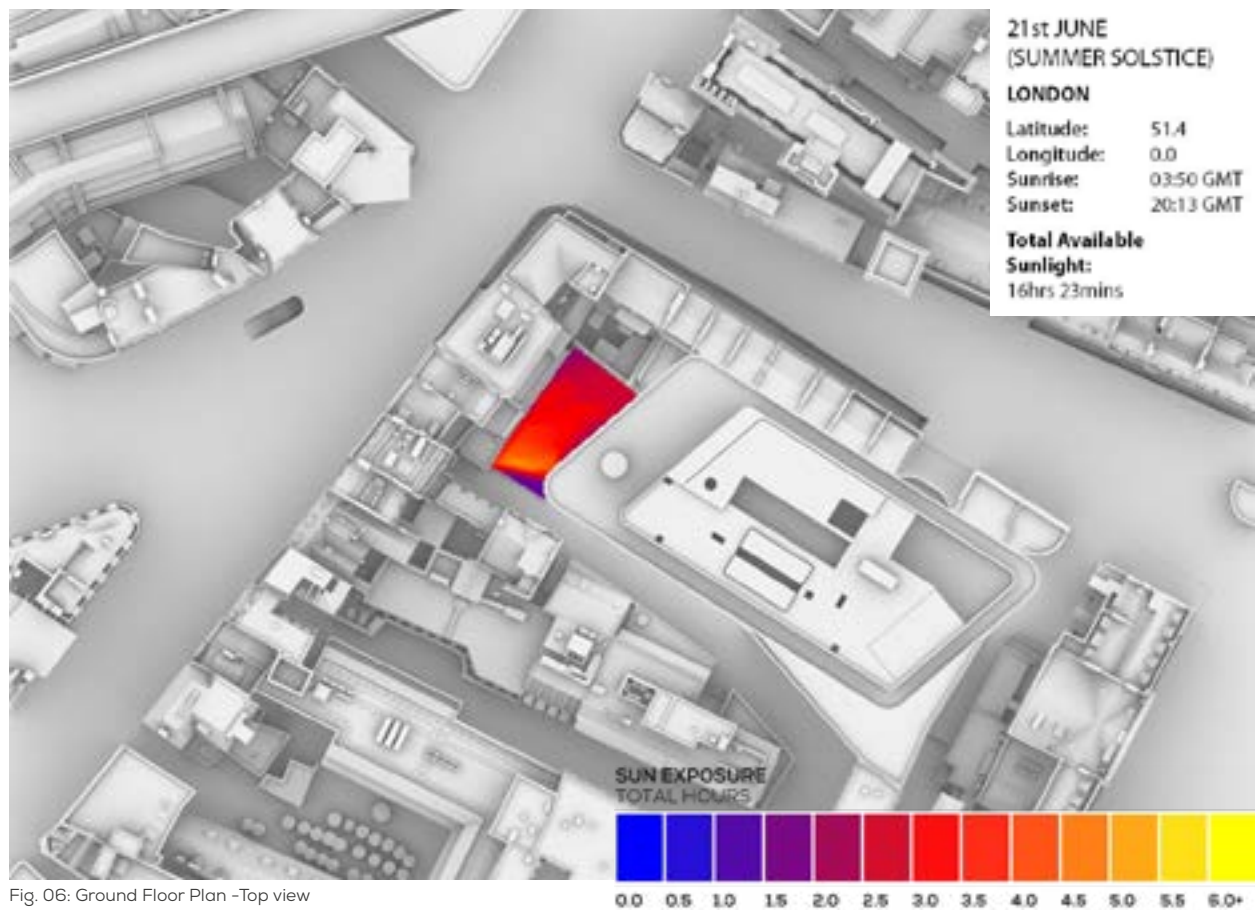 21st JUNE
(SUMMER SOLSTICE)
LONDON
Latitude: 51.4
Longitude: 0.0
Sunrise: 03:50 GMT
Sunset: 20:13 GMT
Total Available
Sunlight:
16hrs 23mins
SUN EXPOSURE
TOTAL HOURS
0.0 0.5 1.0 1.5 2.0 2.5 3.0 3.5 4.0 4.5 5.0 5.5 6.0+
Fig. 06: Ground Floor Plan -Top view